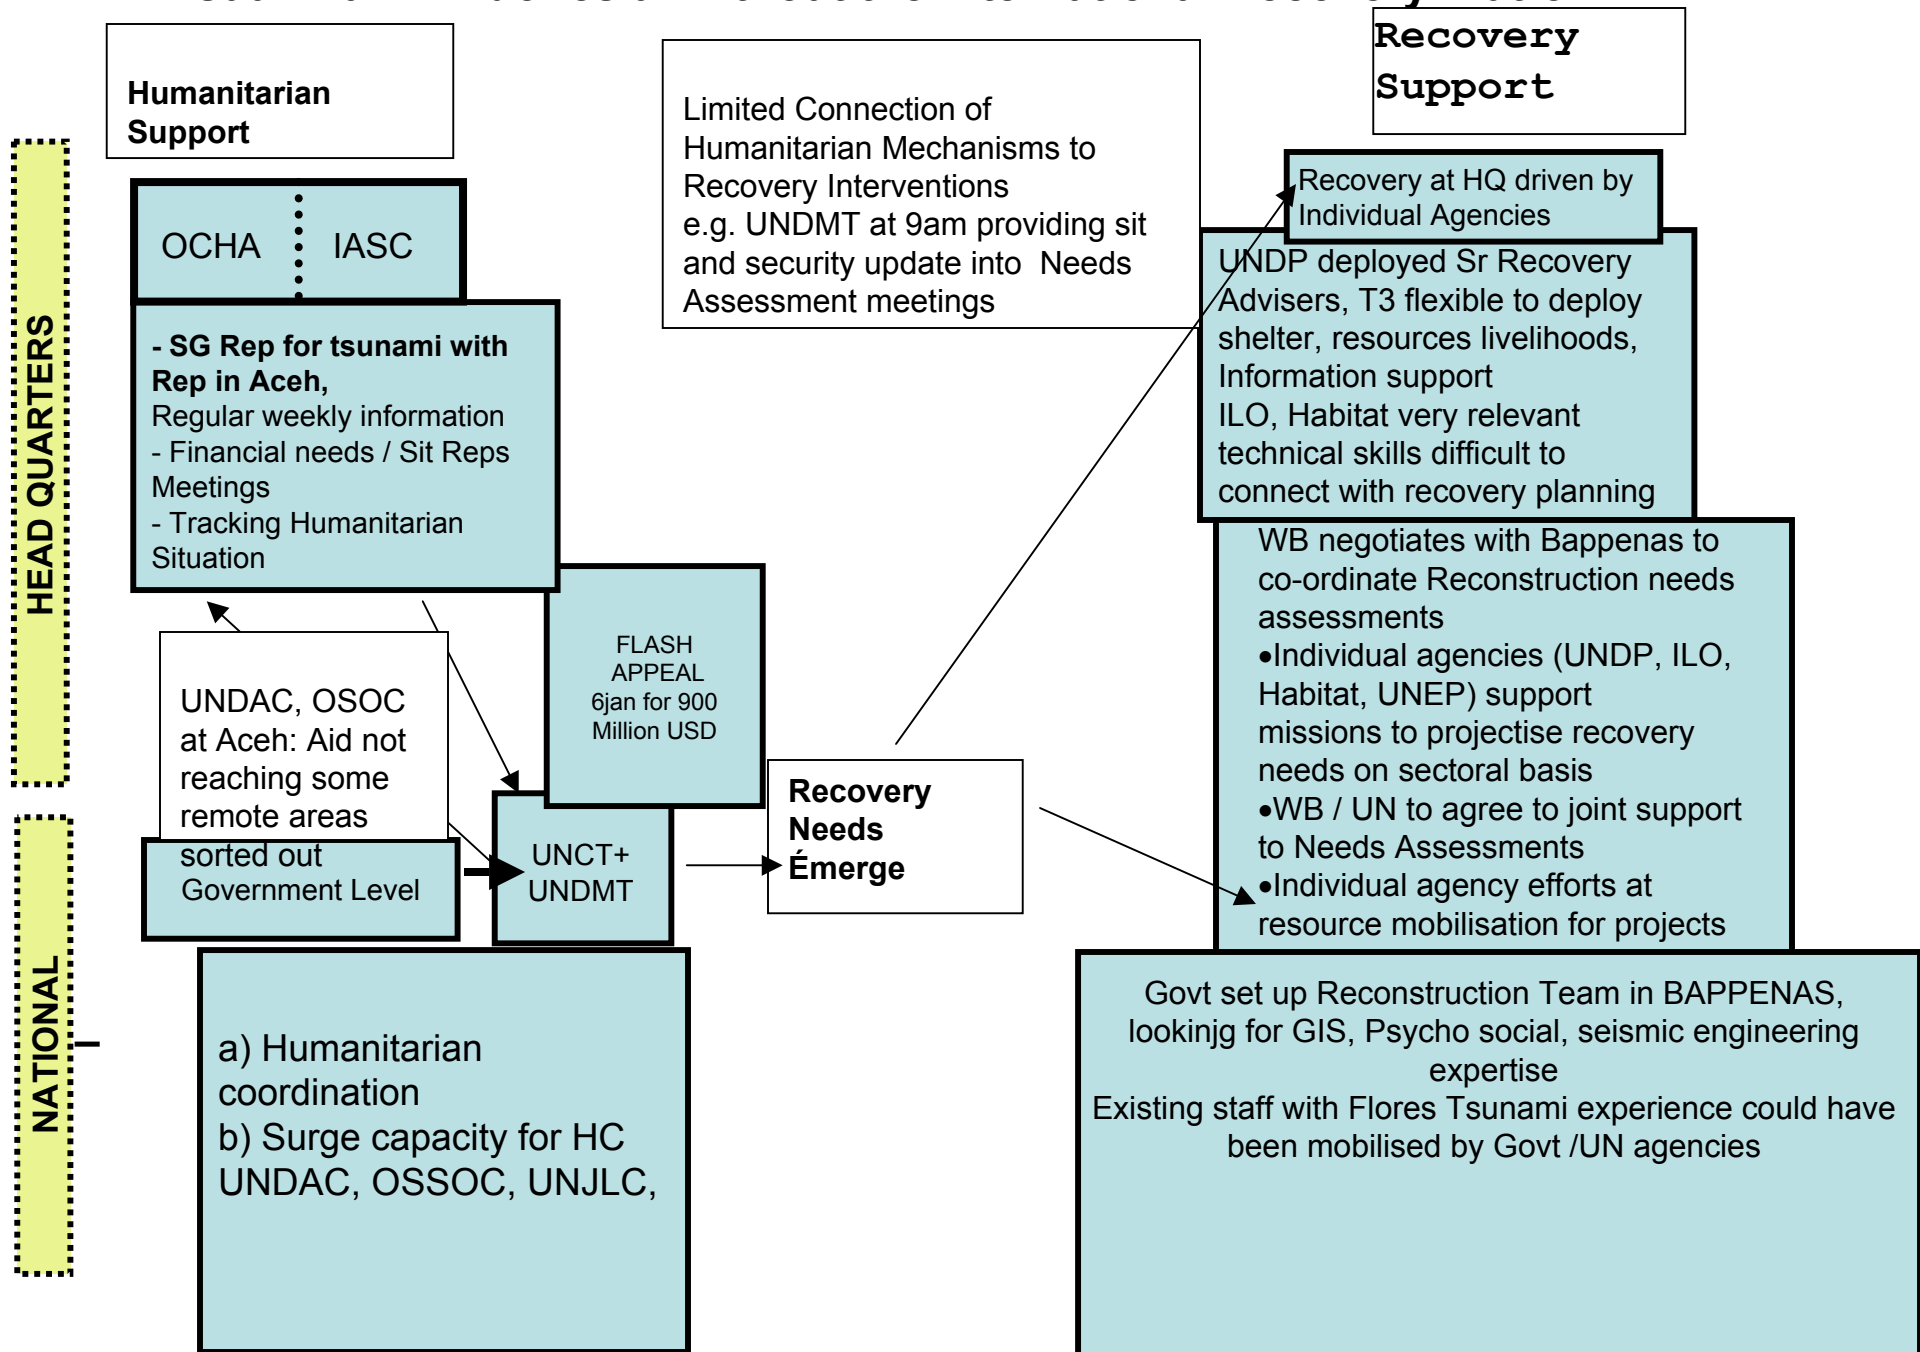 Humanitarian
Support
Recovery
Support
Limited Connection of
Humanitarian Mechanisms to
Recovery Interventions
e.g. UNDMT at 9am providing sit
and security update into Needs
Assessment meetings
HEAD QUARTERS
OCHA
IASC
- SG Rep for tsunami with
Rep in Aceh,
Regular weekly information
- Financial needs / Sit Reps
Meetings
- Tracking Humanitarian
Situation
FLASH
APPEAL
6jan for 900
Million USD
UNDAC, OSOC
at Aceh: Aid not
reaching some
remote areas
sorted out
Government Level
UNCT+
UNDMT
Recovery
Needs
Émerge
Recovery at HQ driven by
Individual Agencies
UNDP deployed Sr Recovery
Advisers, T3 flexible to deploy
shelter, resources livelihoods,
Information support
ILO, Habitat very relevant
technical skills difficult to
connect with recovery planning
WB negotiates with Bappenas to
co-ordinate Reconstruction needs
assessments
•Individual agencies (UNDP, ILO,
Habitat, UNEP) support
missions to projectise recovery
needs on sectoral basis
•WB / UN to agree to joint support
to Needs Assessments
•Individual agency efforts at
resource mobilisation for projects
NATIONAL
a) Humanitarian
coordination
b) Surge capacity for HC
UNDAC, OSSOC, UNJLC,
Govt set up Reconstruction Team in BAPPENAS,
lookinjg for GIS, Psycho social, seismic engineering
expertise
Existing staff with Flores Tsunami experience could have
been mobilised by Govt /UN agencies